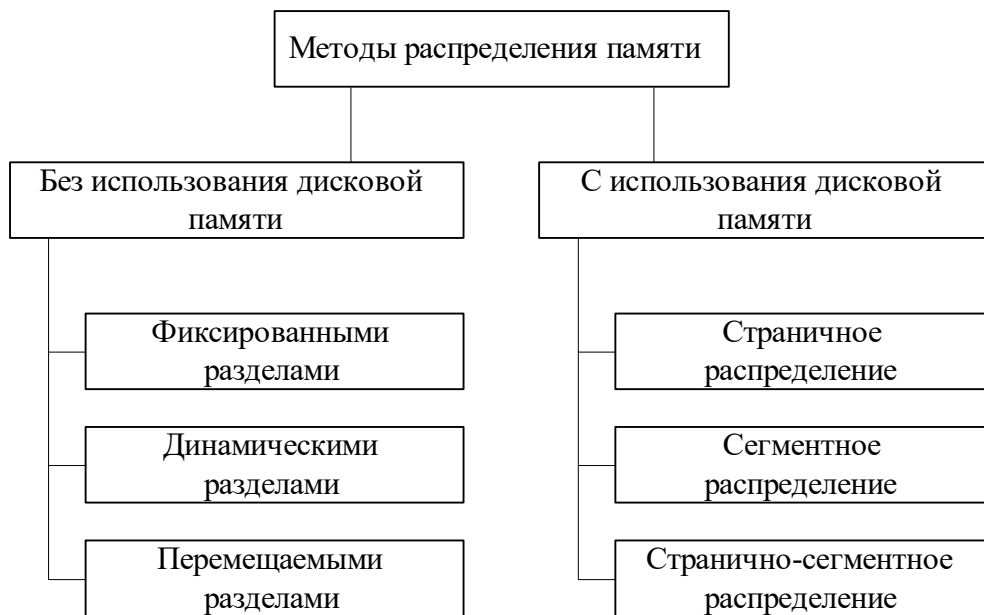 Методы распределения памяти
Без использования дисковой
памяти
С использования дисковой
памяти
Фиксированными
разделами
Динамическими
разделами
Перемещаемыми
разделами
Страничное
распределение
Сегментное
распределение
Странично-сегментное
распределение